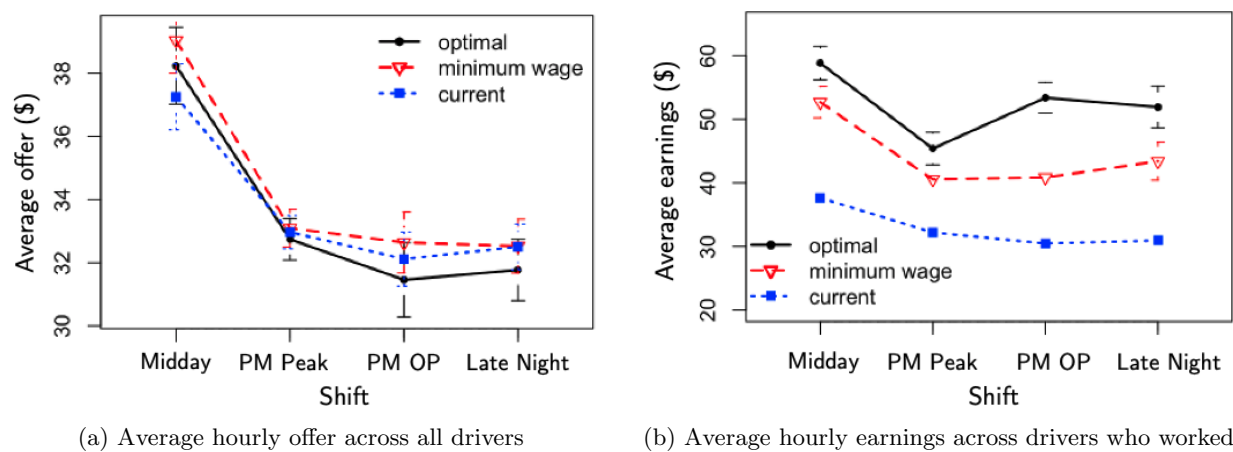 optimal
minimum wage
current
Average offer ($)
38
36
34
32
30
Midday
PM Peak
PM OP
Late Night
Shift
(a) Average hourly offer across all drivers
Average earnings ($)
60
50
40
30
20
optimal
minimum wage
current
Midday
PM Peak
PM OP
Late Night
Shift
(b) Average hourly earnings across drivers who worked